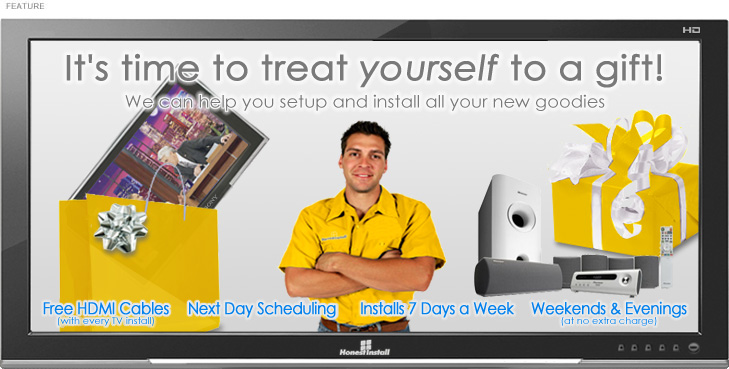 FEATURE
HD
It's time to treat yourself to a gift!
We can help you setup and install all your new goodies
Free HDMI Cables Next Day Scheduling Installs 7 Days a Week Weekends & Evenings
(with every TV install) (at no extra charge)
HonestInstall